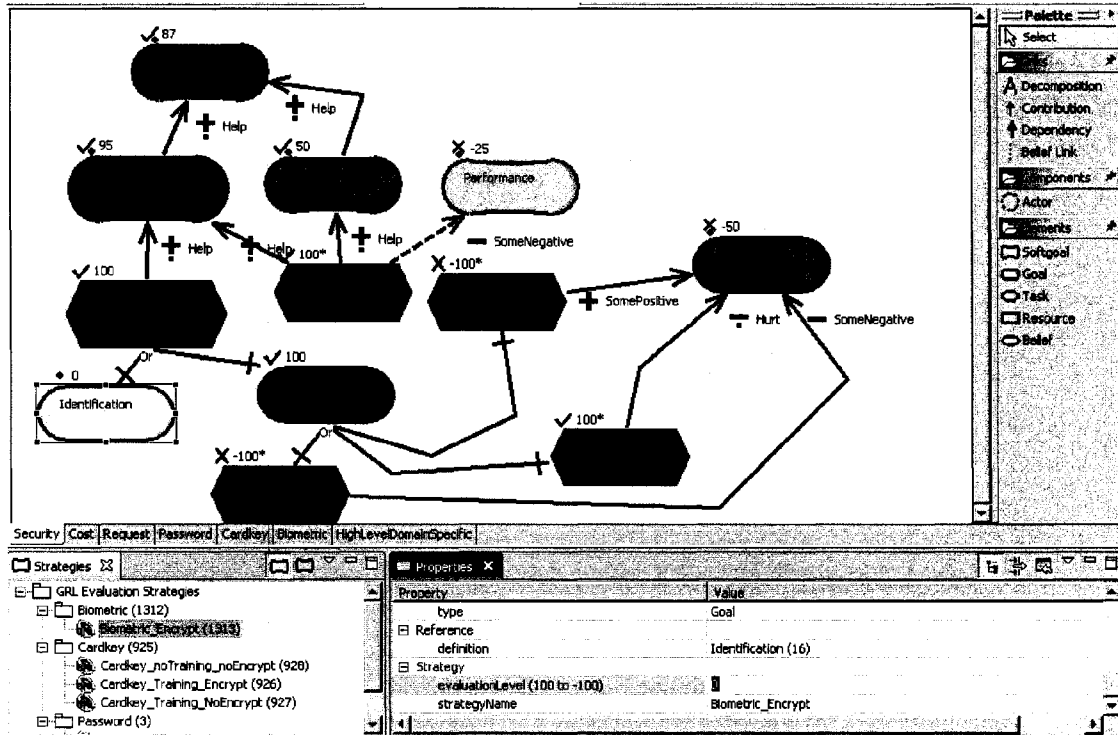 87
Help
Help
95
50
-25
Performance
-50
Help
Help
Help
SomeNegative
100
100*
-100*
SomePositive
Hurt
SomeNegative
Or
100
0
Identification
Or
-100*
100*
Palette
Select
Decomposition
Contribution
Dependency
Belief Link
Components
Actor
Elements
Softgoal
Goal
Task
Resource
Belief
Security Cost Request Password Cardkey Biometric HighLevelDomainSpecific
Strategies
GRL Evaluation Strategies
Biometric (1312)
Biometric_Encrypt (1313)
Cardkey (925)
Cardkey_noTraining_noEncrypt (928)
Cardkey_Training_Encrypt (926)
Cardkey_Training_NoEncrypt (927)
Password (3)
Properties
Property Value
type Goal
Reference
definition Identification (16)
Strategy
evaluationLevel (100 to -100)
strategyName Biometric_Encrypt